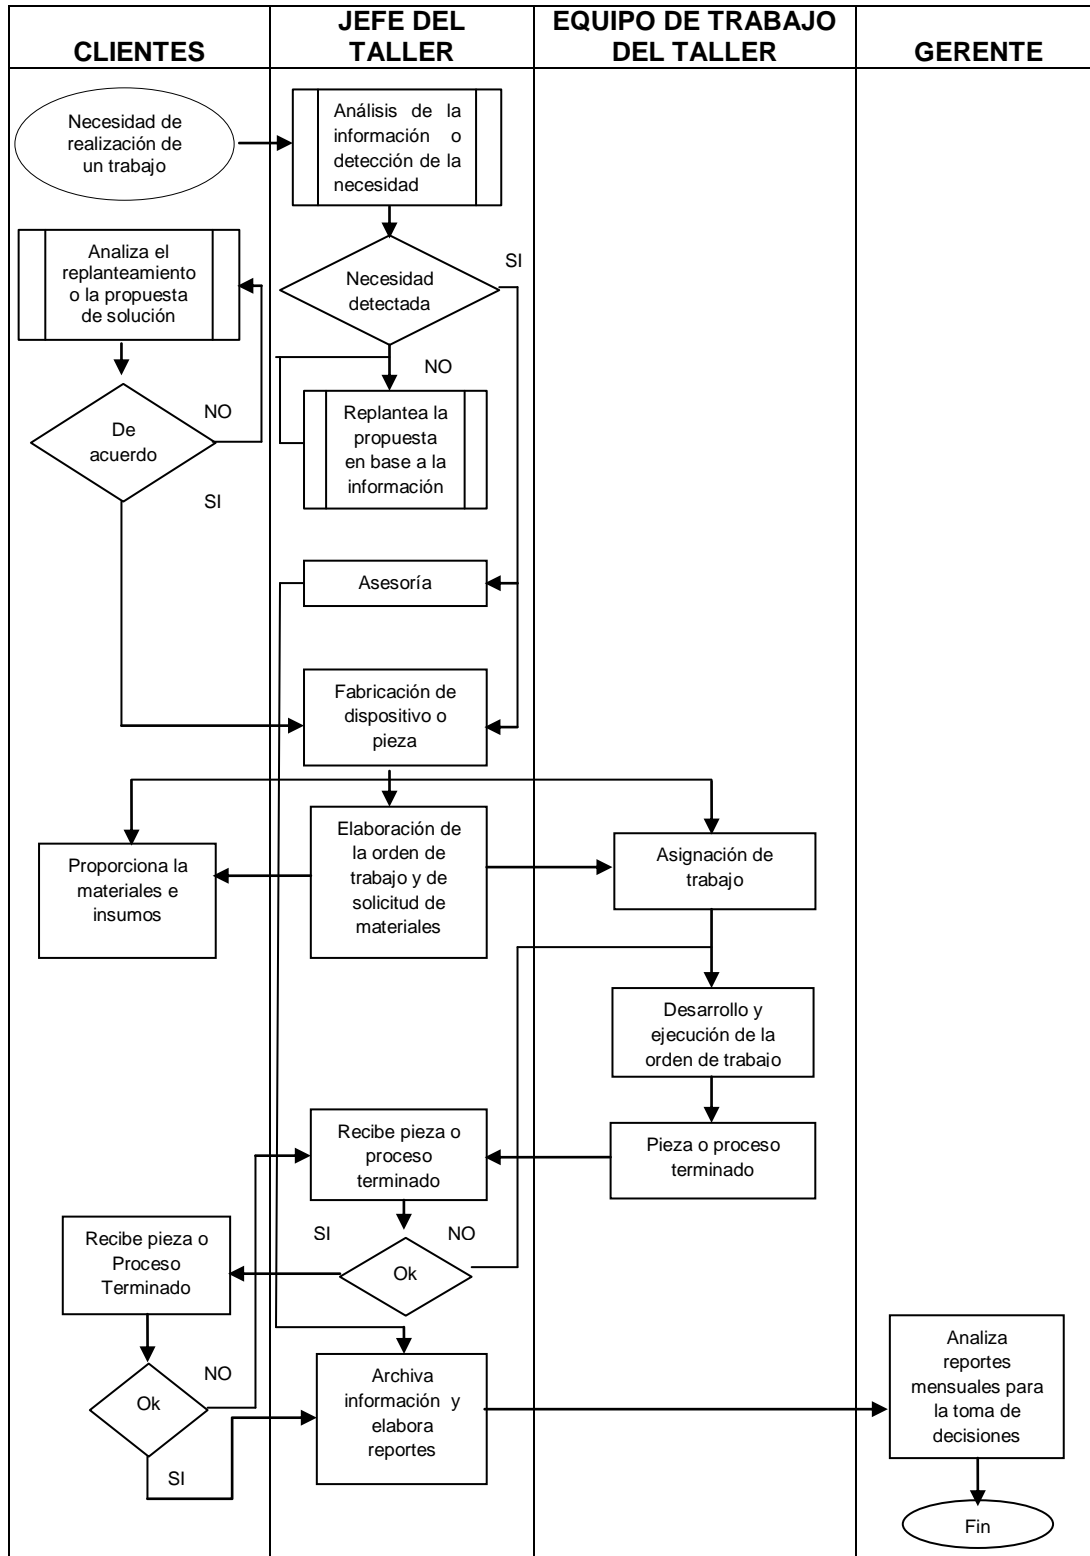 CLIENTES
JEFE DEL
TALLER
EQUIPO DE TRABAJO
DEL TALLER
GERENTE
Necesidad de
realización de
un trabajo
Análisis de la
información o
detección de la
necesidad
Analiza el
replanteamiento
o la propuesta
de solución
Necesidad
detectada
SI
NO
De
acuerdo
NO
SI
Replantea la
propuesta
en base a la
información
Asesoría
Fabricación de
dispositivo o
pieza
Proporciona la
materiales e
insumos
Elaboración de
la orden de
trabajo y de
solicitud de
materiales
Asignación de
trabajo
Desarrollo y
ejecución de la
orden de trabajo
Recibe pieza o
proceso
terminado
Pieza o proceso
terminado
SI
NO
Ok
Recibe pieza o
Proceso
Terminado
NO
Ok
SI
Archiva
información y
elabora
reportes
Analiza
reportes
mensuales para
la toma de
decisiones
Fin